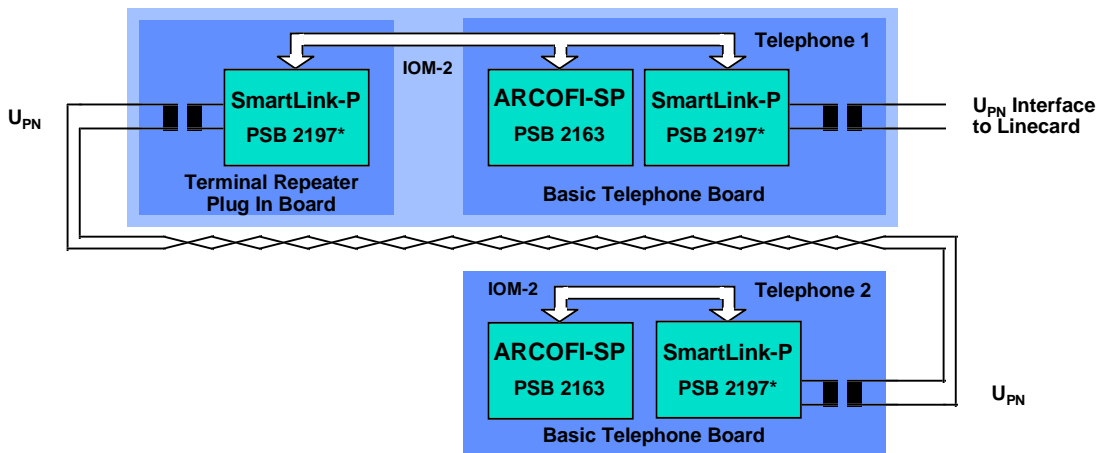 Telephone 1
IOM-2
SmartLink-P
PSB 2197*
ARCOFI-SP
PSB 2163
SmartLink-P
PSB 2197*
UPN
UPN Interface
to Linecard
Terminal Repeater
Plug In Board
Basic Telephone Board
IOM-2
Telephone 2
ARCOFI-SP
PSB 2163
SmartLink-P
PSB 2197*
UPN
Basic Telephone Board